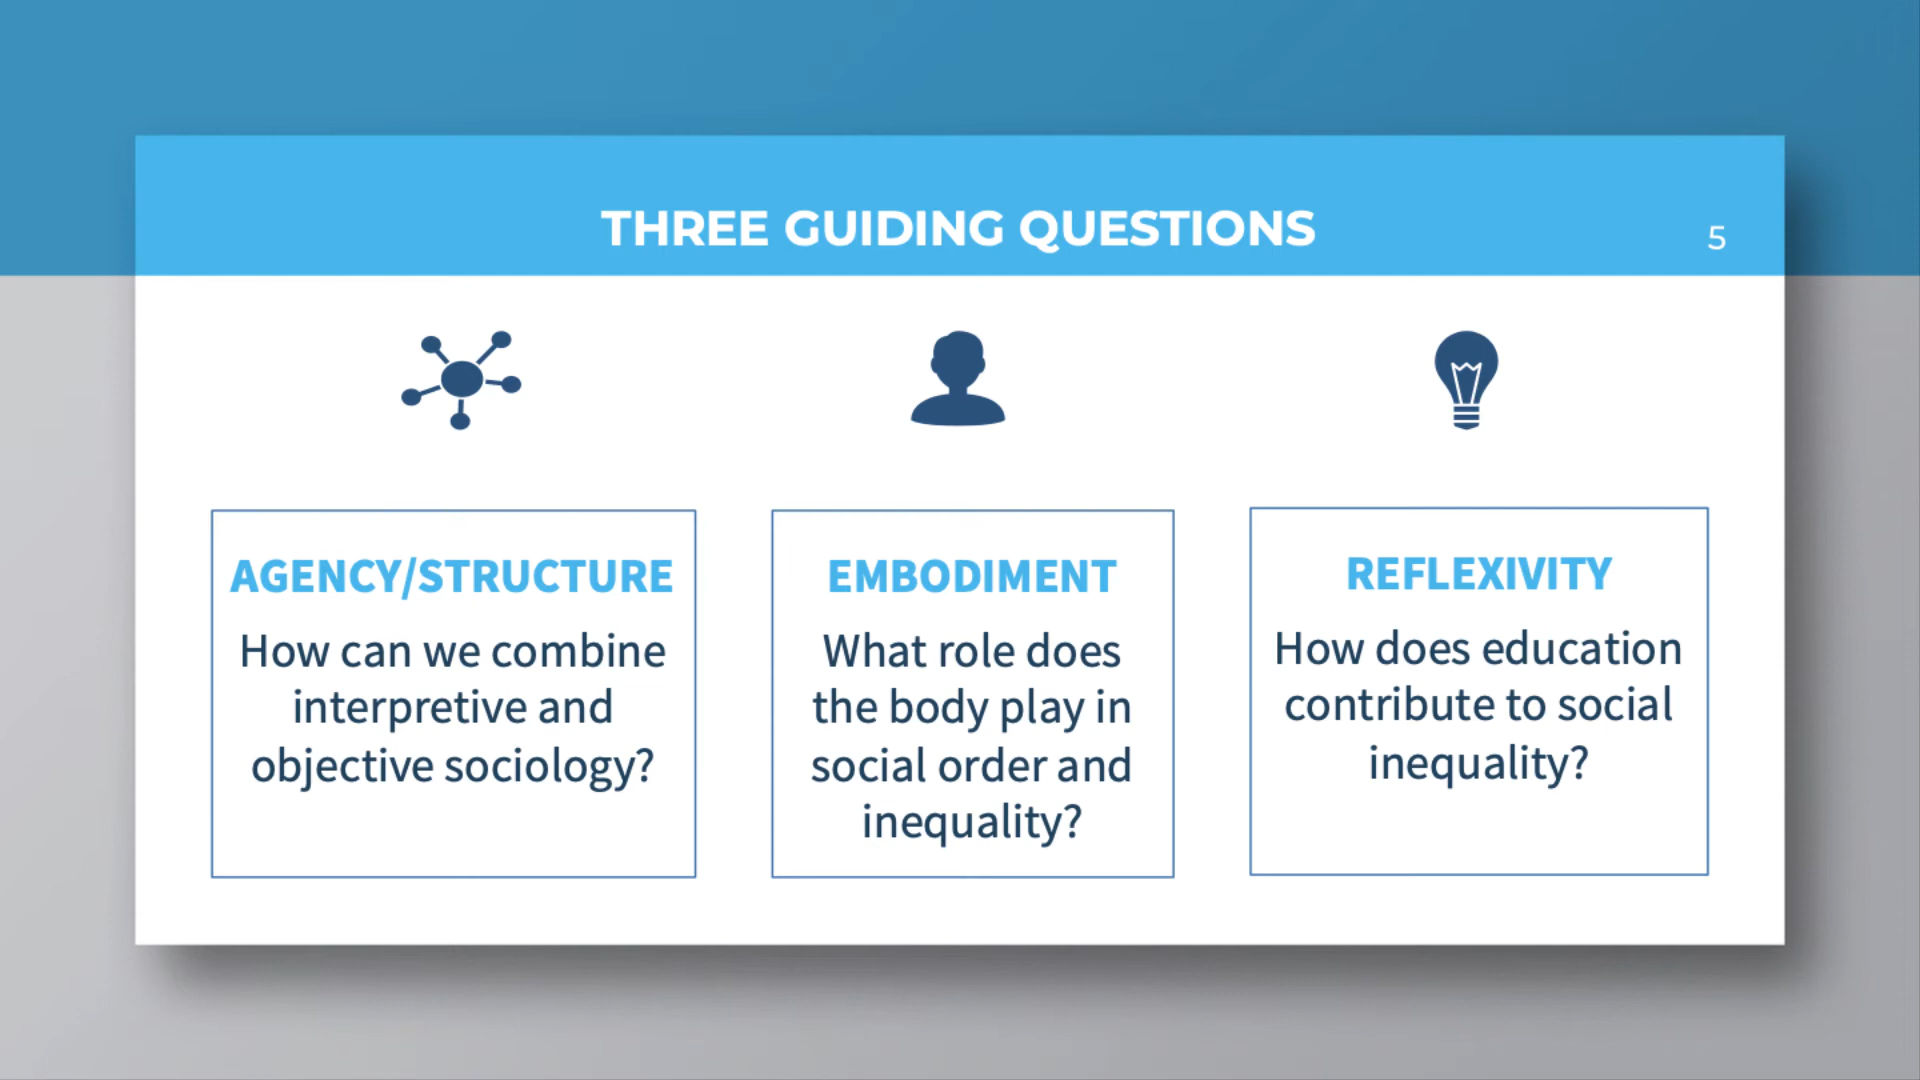 THREE GUIDING QUESTIONS
5
AGENCY/STRUCTURE
How can we combine
interpretive and
objective sociology?
EMBODIMENT
What role does
the body play in
social order and
inequality?
REFLEXIVITY
How does education
contribute to social
inequality?